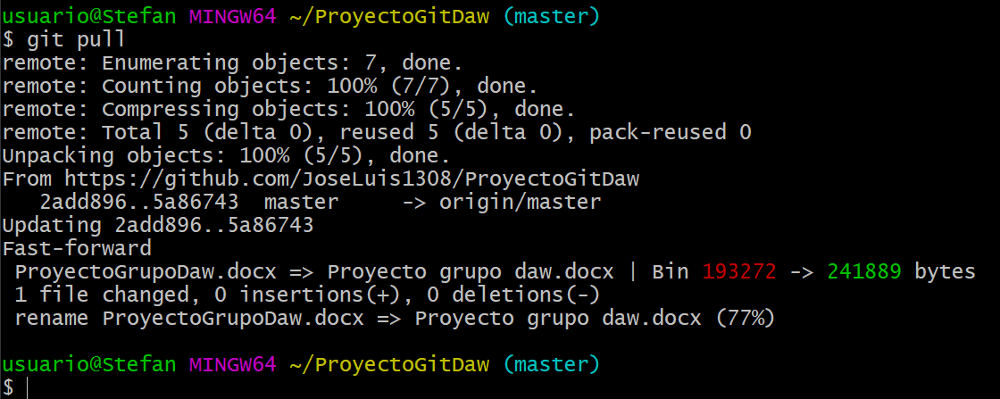 usuario@Stefan MINGW64 ~/ProyectoGitDaw (master)
$ git pull
remote: Enumerating objects: 7, done.
remote: Counting objects: 100% (7/7), done.
remote: Compressing objects: 100% (5/5), done.
remote: Total 5 (delta 0), reused 5 (delta 0), pack-reused 0
Unpacking objects: 100% (5/5), done.
From https://github.com/JoseLuis1308/ProyectoGitDaw
   2add896..5a86743  master     -> origin/master
Updating 2add896..5a86743
Fast-forward
 ProyectoGrupoDaw.docx => Proyecto grupo daw.docx | Bin 193272 -> 241889 bytes
 1 file changed, 0 insertions(+), 0 deletions(-)
 rename ProyectoGrupoDaw.docx => Proyecto grupo daw.docx (77%)

usuario@Stefan MINGW64 ~/ProyectoGitDaw (master)
$